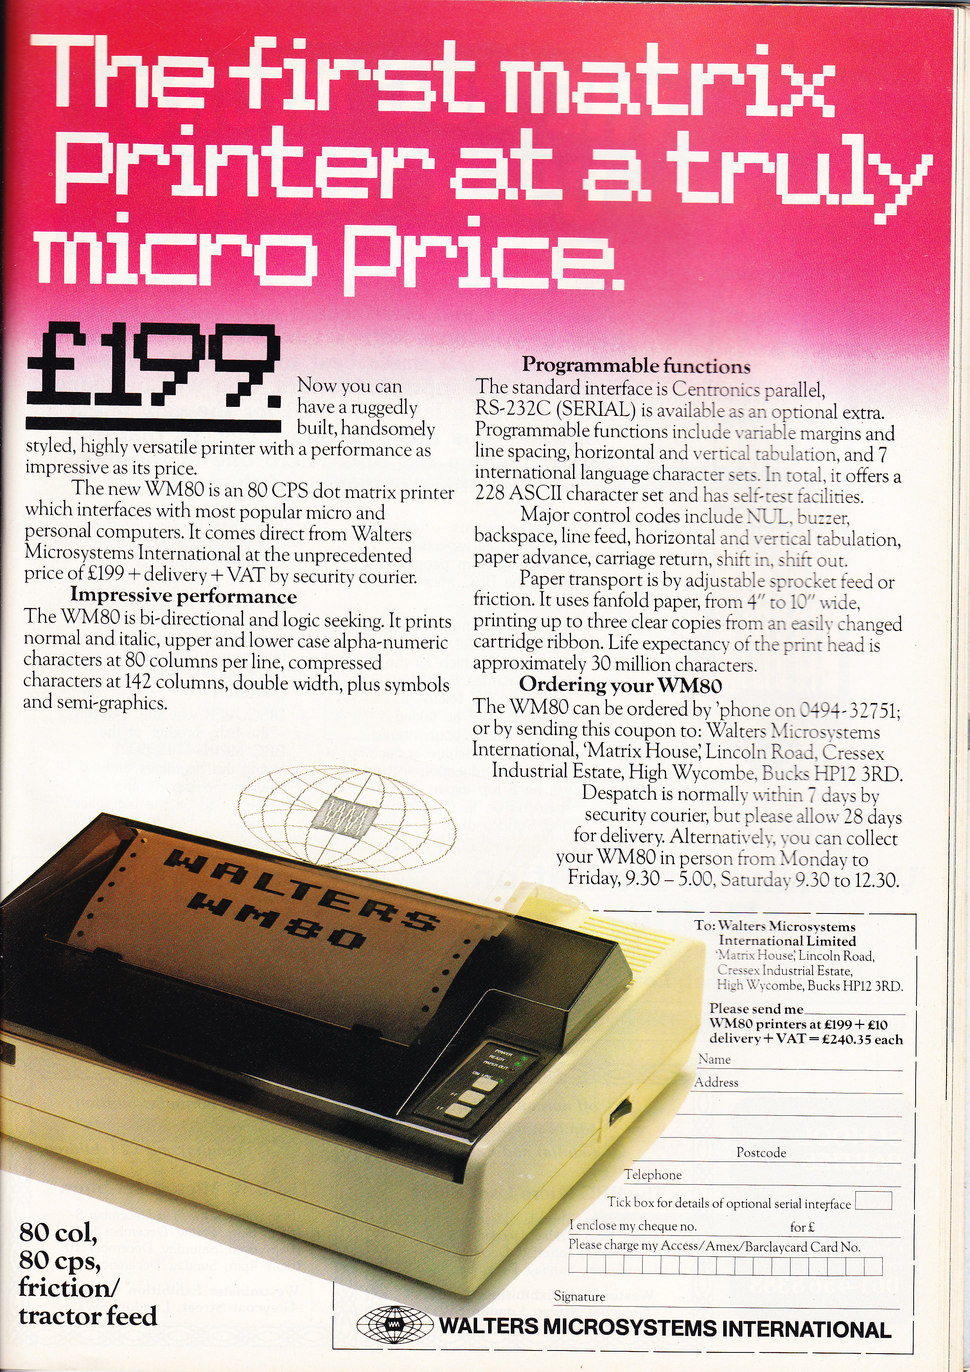 The first matrix
printer at a truly
micro price.
£199.
Now you can
have a ruggedly
built, handsomely
styled, highly versatile printer with a performance as
impressive as its price.
The new WM80 is an 80 CPS dot matrix printer
which interfaces with most popular micro and
personal computers. It comes direct from Walters
Microsystems International at the unprecedented
price of £199 + delivery + VAT by security courier.
Impressive performance
The WM80 is bi-directional and logic seeking. It prints
normal and italic, upper and lower case alpha-numeric
characters at 80 columns per line, compressed
characters at 142 columns, double width, plus symbols
and semi-graphics.
Programmable functions
The standard interface is Centronics parallel,
RS-232C (SERIAL) is available as an optional extra.
Programmable functions include variable margins and
line spacing, horizontal and vertical tabulation, and 7
international language character sets. In total, it offers a
228 ASCII character set and has self-test facilities.
Major control codes include NUL, buzzer,
backspace, line feed, horizontal and vertical tabulation,
paper advance, carriage return, shift in, shift out.
Paper transport is by adjustable sprocket feed or
friction. It uses fanfold paper, from 4″ to 10″ wide,
printing up to three clear copies from an easily changed
cartridge ribbon. Life expectancy of the print head is
approximately 30 million characters.
Ordering your WM80
The WM80 can be ordered by 'phone on 0494-32751;
or by sending this coupon to: Walters Microsystems
International, 'Matrix House', Lincoln Road, Cressex
Industrial Estate, High Wycombe, Bucks HP12 3RD.
Despatch is normally within 7 days by
security courier, but please allow 28 days
for delivery. Alternatively, you can collect
your WM80 in person from Monday to
Friday, 9.30 – 5.00, Saturday 9.30 to 12.30.
WALTERS
WM80
POWER
READY
PAPER OUT
ON LINE
FF
LF
80 col,
80 cps,
friction/
tractor feed
To: Walters Microsystems
International Limited
'Matrix House', Lincoln Road,
Cressex Industrial Estate,
High Wycombe, Bucks HP12 3RD.
Please send me
WM80 printers at £199 + £10
delivery + VAT = £240.35 each
Name
Address
Postcode
Telephone
Tick box for details of optional serial interface
I enclose my cheque no. for £
Please charge my Access/Amex/Barclaycard Card No.
Signature
WM
WALTERS MICROSYSTEMS INTERNATIONAL